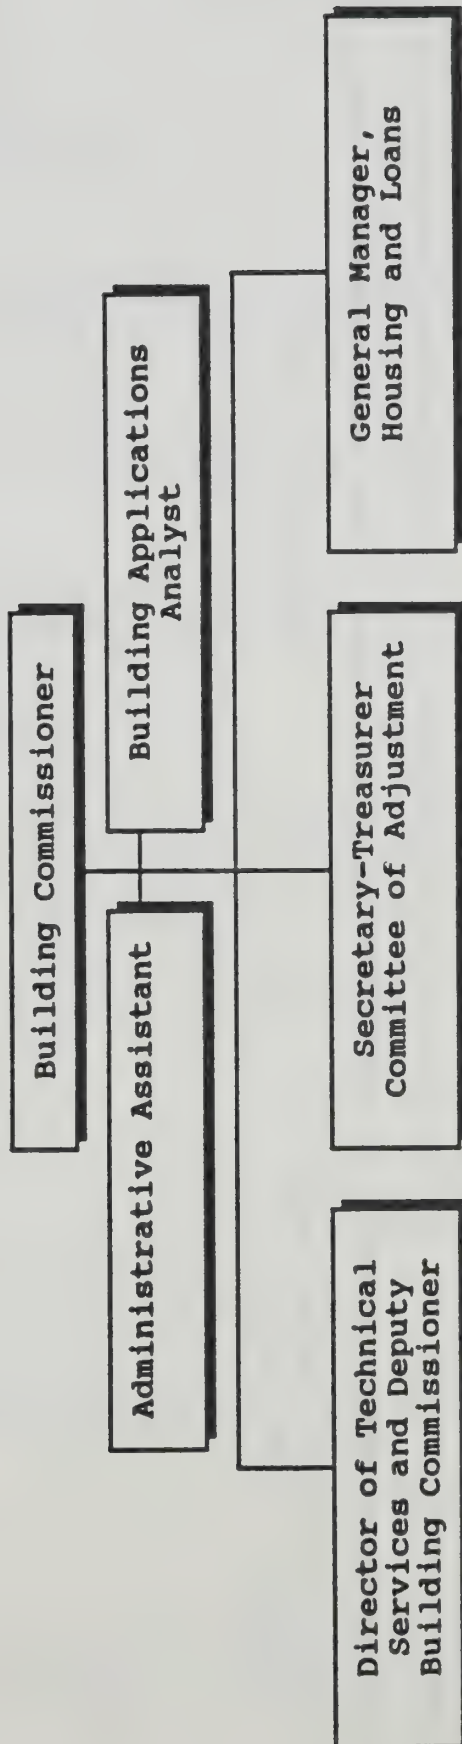 Building Commissioner
Administrative Assistant
Building Applications
Analyst
Director of Technical
Services and Deputy
Building Commissioner
Secretary-Treasurer
Committee of Adjustment
General Manager,
Housing and Loans